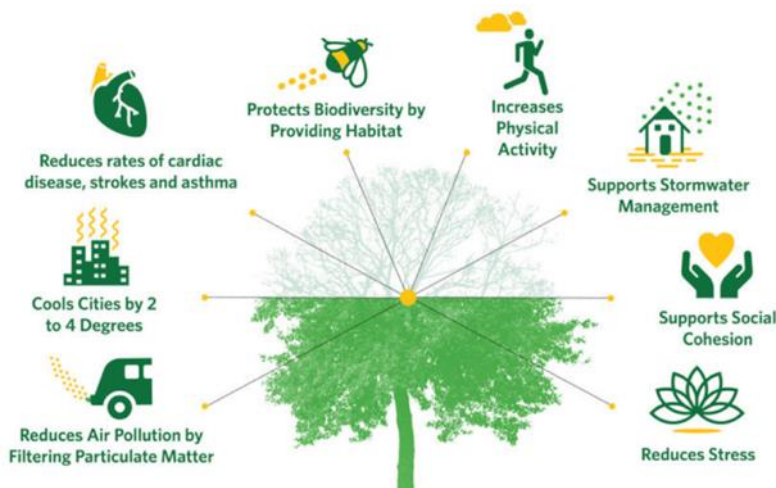 Protects Biodiversity by
Providing Habitat
Increases
Physical
Activity
Reduces rates of cardiac
disease, strokes and asthma
Supports Stormwater
Management
Cools Cities by 2
to 4 Degrees
Supports Social
Cohesion
Reduces Air Pollution by
Filtering Particulate Matter
Reduces Stress